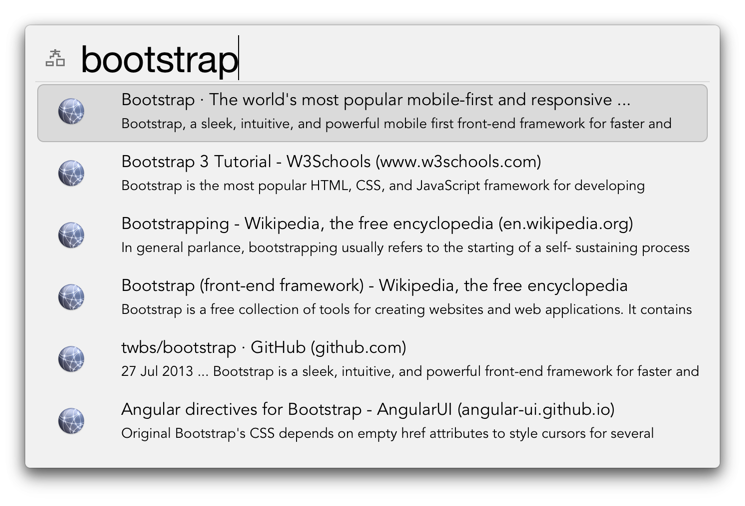 bootstrap
Bootstrap · The world's most popular mobile-first and responsive ...
Bootstrap, a sleek, intuitive, and powerful mobile first front-end framework for faster and
Bootstrap 3 Tutorial - W3Schools (www.w3schools.com)
Bootstrap is the most popular HTML, CSS, and JavaScript framework for developing
Bootstrapping - Wikipedia, the free encyclopedia (en.wikipedia.org)
In general parlance, bootstrapping usually refers to the starting of a self- sustaining process
Bootstrap (front-end framework) - Wikipedia, the free encyclopedia
Bootstrap is a free collection of tools for creating websites and web applications. It contains
twbs/bootstrap · GitHub (github.com)
27 Jul 2013 ... Bootstrap is a sleek, intuitive, and powerful front-end framework for faster and
Angular directives for Bootstrap - AngularUI (angular-ui.github.io)
Original Bootstrap's CSS depends on empty href attributes to style cursors for several